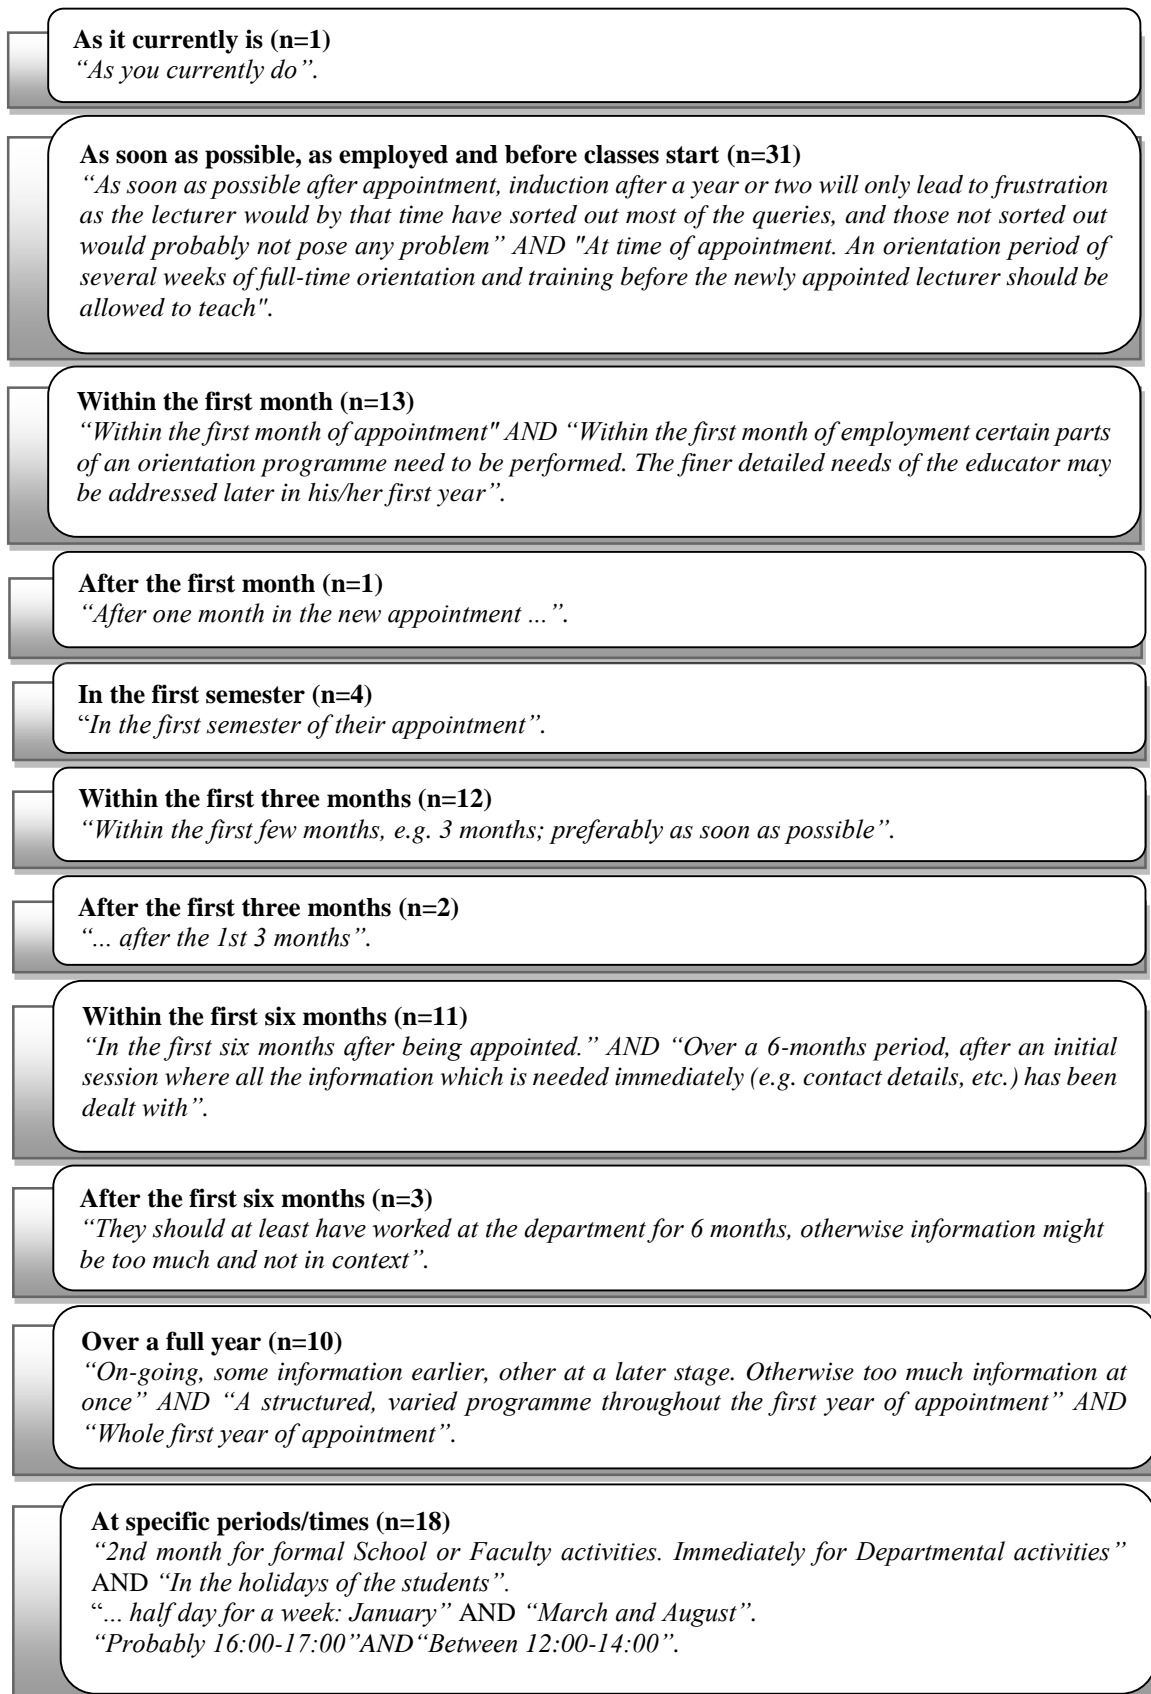 As it currently is (n=1)
“As you currently do”.
As soon as possible, as employed and before classes start (n=31)
“As soon as possible after appointment, induction after a year or two will only lead to frustration
as the lecturer would by that time have sorted out most of the queries, and those not sorted out
would probably not pose any problem” AND "At time of appointment. An orientation period of
several weeks of full-time orientation and training before the newly appointed lecturer should be
allowed to teach".
Within the first month (n=13)
“Within the first month of appointment" AND “Within the first month of employment certain parts
of an orientation programme need to be performed. The finer detailed needs of the educator may
be addressed later in his/her first year”.
After the first month (n=1)
“After one month in the new appointment ...”.
In the first semester (n=4)
“In the first semester of their appointment”.
Within the first three months (n=12)
“Within the first few months, e.g. 3 months; preferably as soon as possible”.
After the first three months (n=2)
“... after the 1st 3 months”.
Within the first six months (n=11)
“In the first six months after being appointed.” AND “Over a 6-months period, after an initial
session where all the information which is needed immediately (e.g. contact details, etc.) has been
dealt with”.
After the first six months (n=3)
“They should at least have worked at the department for 6 months, otherwise information might
be too much and not in context”.
Over a full year (n=10)
“On-going, some information earlier, other at a later stage. Otherwise too much information at
once” AND “A structured, varied programme throughout the first year of appointment” AND
“Whole first year of appointment”.
At specific periods/times (n=18)
“2nd month for formal School or Faculty activities. Immediately for Departmental activities”
AND “In the holidays of the students”.
“... half day for a week: January” AND “March and August”.
“Probably 16:00-17:00”AND“Between 12:00-14:00”.